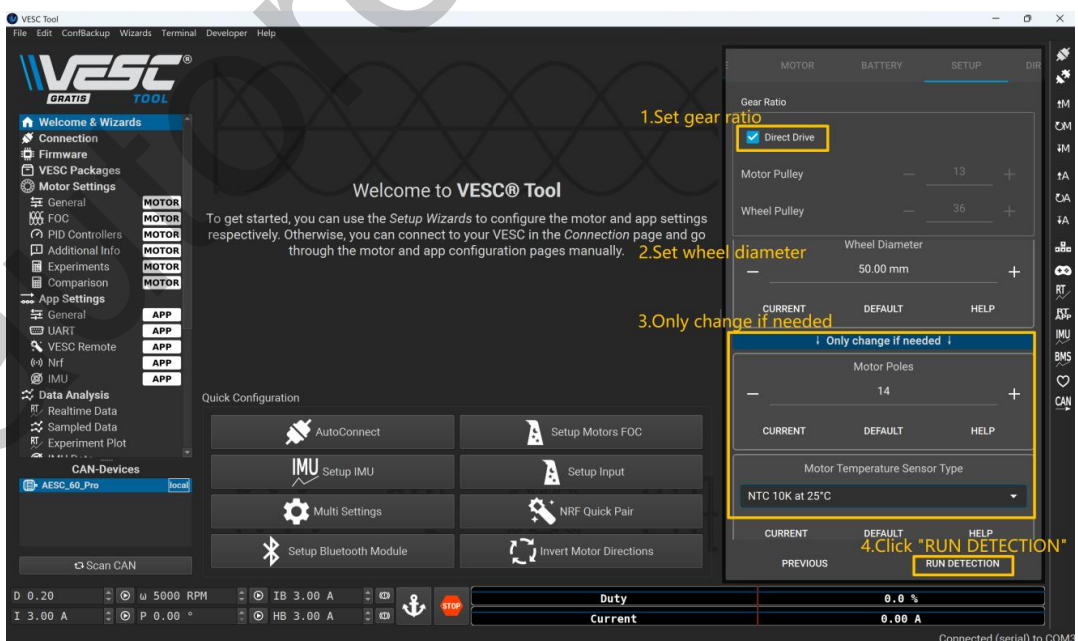 VESC Tool
File Edit ConfBackup Wizards Terminal Developer Help
VESC®
GRATIS TOOL
Welcome & Wizards
Connection
Firmware
VESC Packages
Motor Settings
General MOTOR
FOC MOTOR
PID Controllers MOTOR
Additional Info MOTOR
Experiments MOTOR
Comparison MOTOR
App Settings
General APP
UART APP
VESC Remote APP
Nrf APP
IMU APP
Data Analysis
RT Realtime Data
Sampled Data
RT Experiment Plot
CAN-Devices
AESC_60_Pro local
Scan CAN
Welcome to VESC® Tool
To get started, you can use the Setup Wizards to configure the motor and app settings
respectively. Otherwise, you can connect to your VESC in the Connection page and go
through the motor and app configuration pages manually.
Quick Configuration
AutoConnect
Setup Motors FOC
IMU Setup IMU
Setup Input
Multi Settings
NRF Quick Pair
Setup Bluetooth Module
Invert Motor Directions
MOTOR BATTERY SETUP DIR
Gear Ratio
1.Set gear ratio
Direct Drive
Motor Pulley 13
Wheel Pulley 36
Wheel Diameter
2.Set wheel diameter
50.00 mm
CURRENT DEFAULT HELP
3.Only change if needed
↓ Only change if needed ↓
Motor Poles
14
CURRENT DEFAULT HELP
Motor Temperature Sensor Type
NTC 10K at 25°C
CURRENT DEFAULT HELP
4.Click "RUN DETECTION"
PREVIOUS RUN DETECTION
M
M
M
A
A
A
RT
RT
APP
IMU
BMS
CAN
D 0.20 ω 5000 RPM IB 3.00 A
I 3.00 A P 0.00 ° HB 3.00 A
STOP
Duty 0.0 %
Current 0.00 A